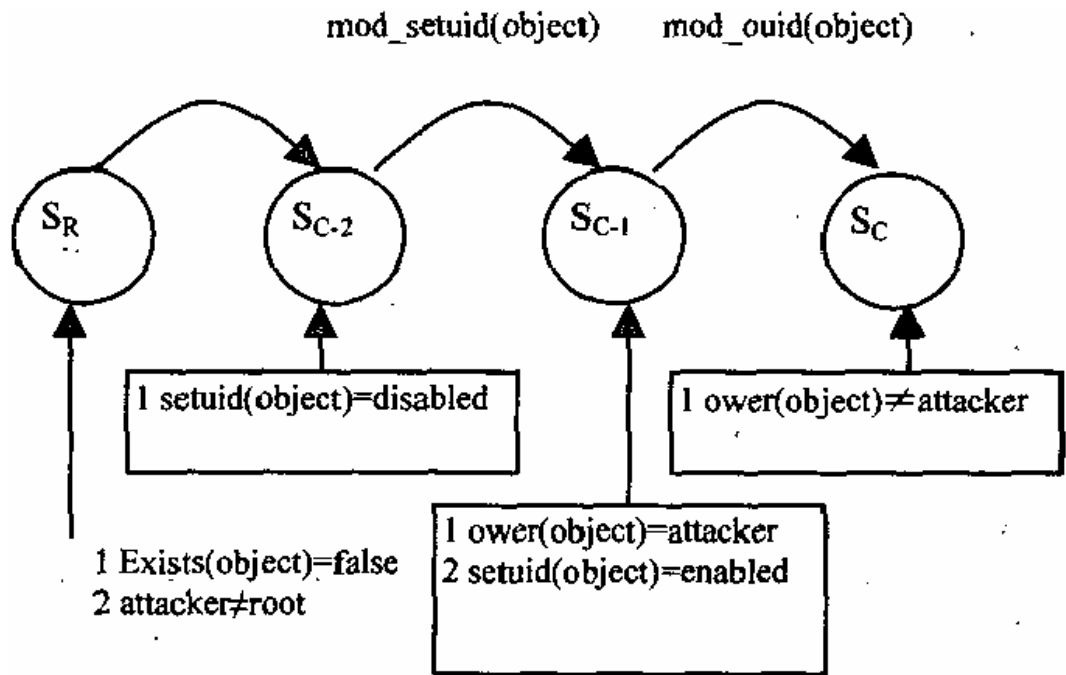 mod_setuid(object) mod_ouid(object)
S_R
S_C-2
S_C-1
S_C
1 setuid(object)=disabled
1 ower(object)≠attacker
1 Exists(object)=false
2 attacker≠root
1 ower(object)=attacker
2 setuid(object)=enabled